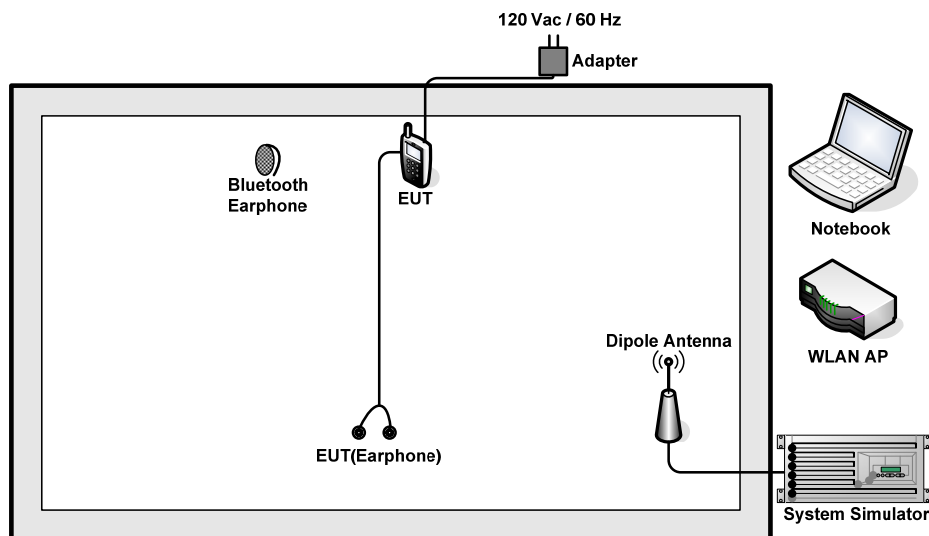 120 Vac / 60 Hz
Adapter
Bluetooth
Earphone
EUT
Notebook
WLAN AP
Dipole Antenna
EUT(Earphone)
System Simulator